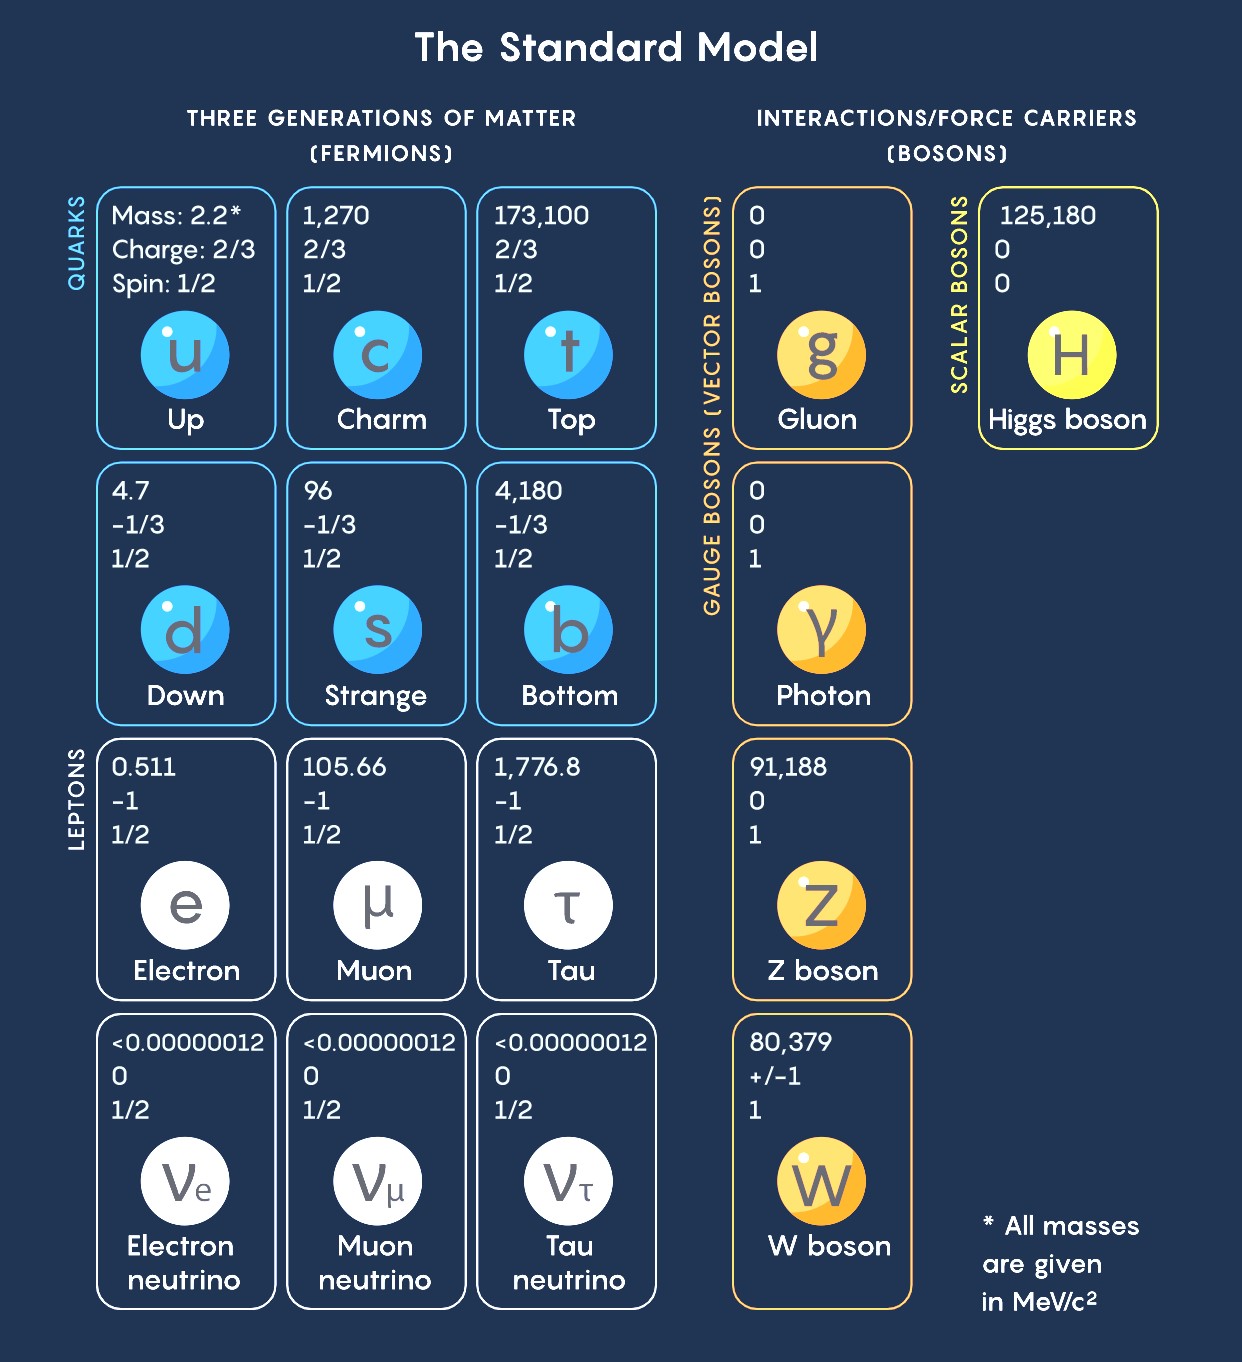 The Standard Model
THREE GENERATIONS OF MATTER
(FERMIONS)
INTERACTIONS/FORCE CARRIERS
(BOSONS)
QUARKS
Mass: 2.2*
Charge: 2/3
Spin: 1/2
u
Up
1,270
2/3
1/2
c
Charm
173,100
2/3
1/2
t
Top
GAUGE BOSONS (VECTOR BOSONS)
0
0
1
g
Gluon
SCALAR BOSONS
125,180
0
0
H
Higgs boson
4.7
-1/3
1/2
d
Down
96
-1/3
1/2
s
Strange
4,180
-1/3
1/2
b
Bottom
0
0
1
γ
Photon
LEPTONS
0.511
-1
1/2
e
Electron
105.66
-1
1/2
μ
Muon
1,776.8
-1
1/2
τ
Tau
91,188
0
1
Z
Z boson
<0.00000012
0
1/2
νe
Electron
neutrino
<0.00000012
0
1/2
νμ
Muon
neutrino
<0.00000012
0
1/2
ντ
Tau
neutrino
80,379
+/-1
1
W
W boson
* All masses
are given
in MeV/c²